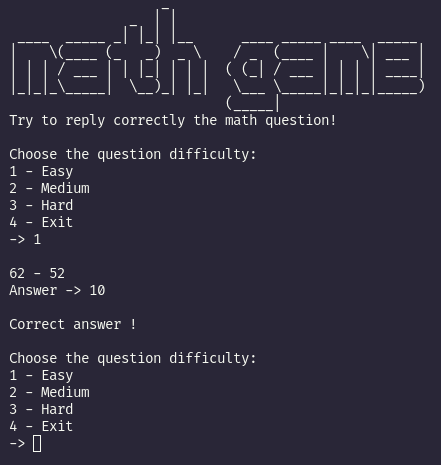 math game
Try to reply correctly the math question!
Choose the question difficulty:
1 - Easy
2 - Medium
3 - Hard
4 - Exit
-> 1
62 - 52
Answer -> 10
Correct answer !
Choose the question difficulty:
1 - Easy
2 - Medium
3 - Hard
4 - Exit
->